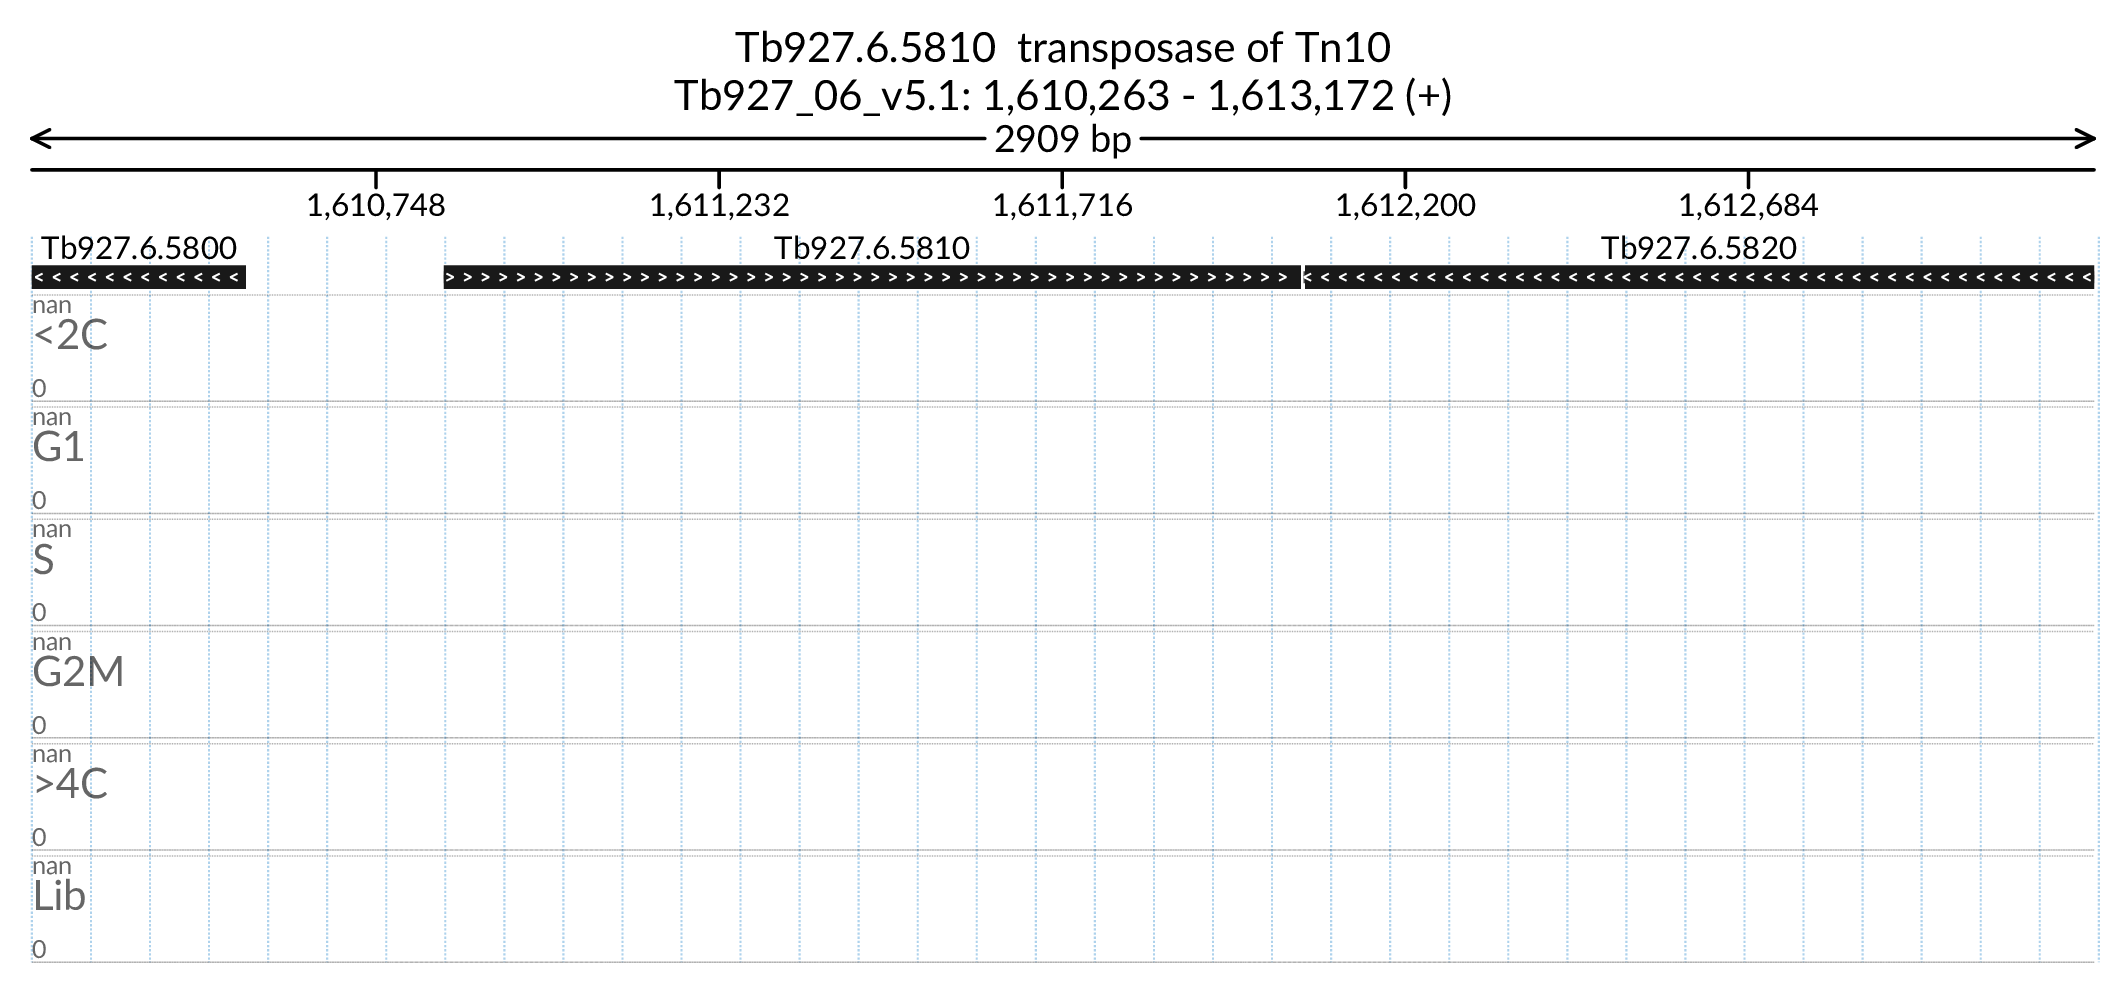 Tb927.6.5810 transposase of Tn10
Tb927_06_v5.1: 1,610,263 - 1,613,172 (+)
2909 bp
1,610,748 1,611,232 1,611,716 1,612,200 1,612,684
Tb927.6.5800 Tb927.6.5810 Tb927.6.5820
nan
<2C
0
nan
G1
0
nan
S
0
nan
G2M
0
nan
>4C
0
nan
Lib
0